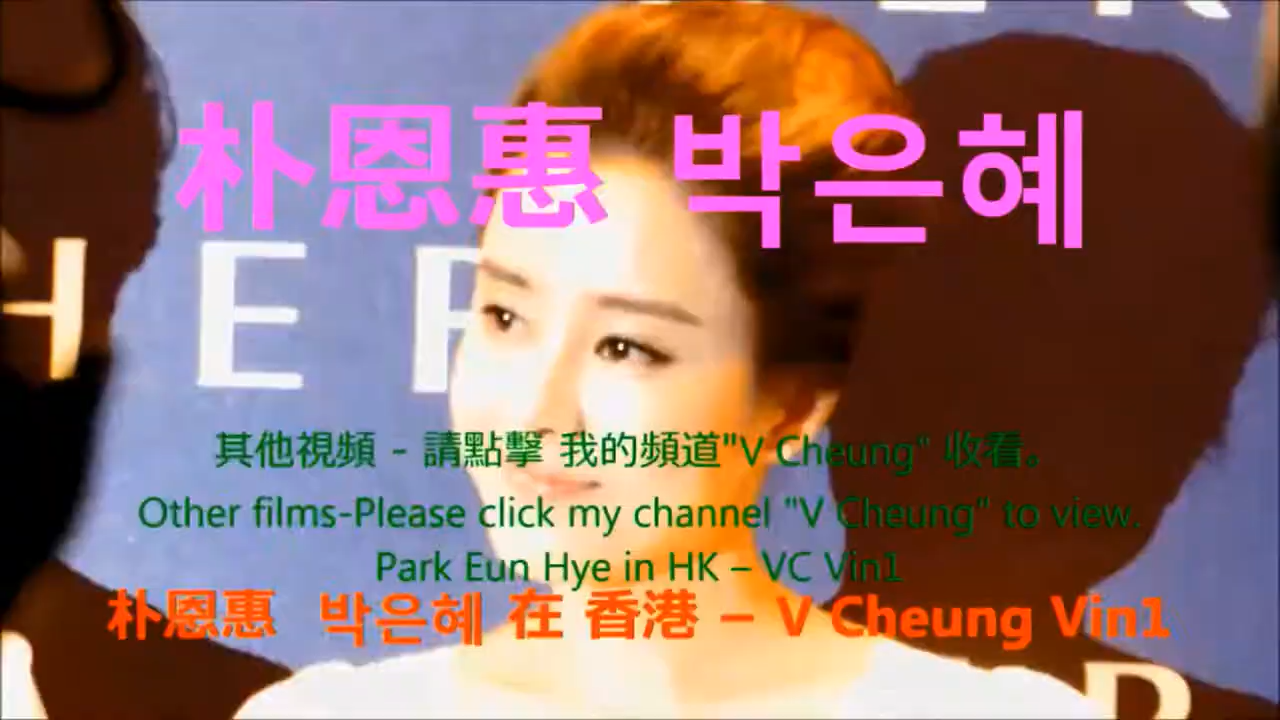 朴恩惠 박은혜
HER
其他視頻 - 請點擊 我的頻道"V Cheung" 收看。
Other films-Please click my channel "V Cheung" to view.
Park Eun Hye in HK – VC Vin1
朴恩惠 박은혜 在 香港 – V Cheung Vin1